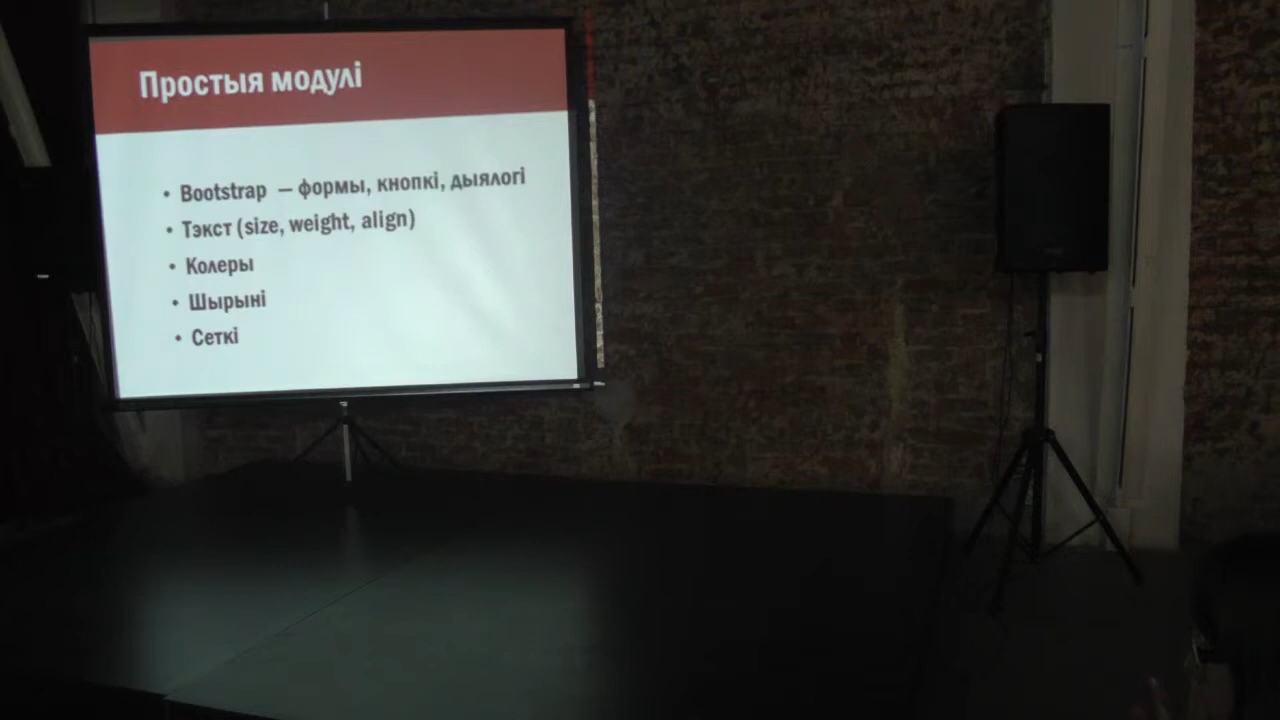 Простыя модулі
• Bootstrap — формы, кнопкі, дыялогі
• Тэкст (size, weight, align)
• Колеры
• Шырыні
• Сеткі